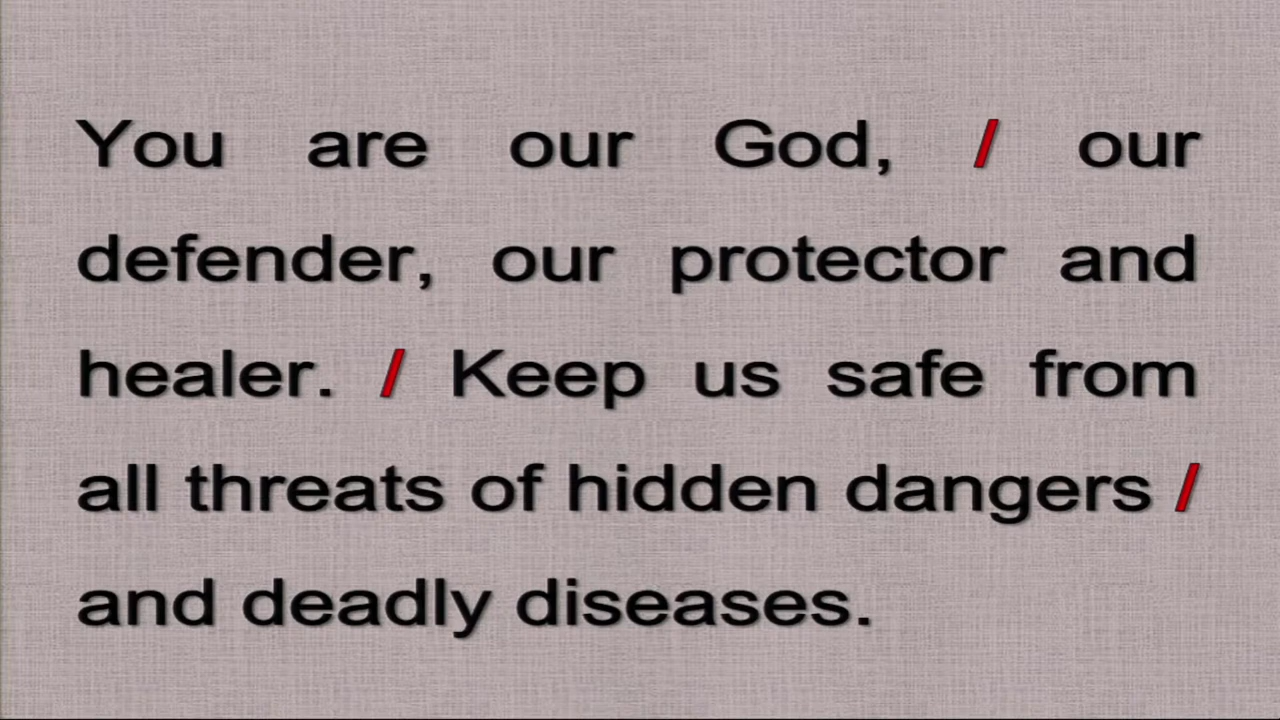 You are our God, / our
defender, our protector and
healer. / Keep us safe from
all threats of hidden dangers /
and deadly diseases.